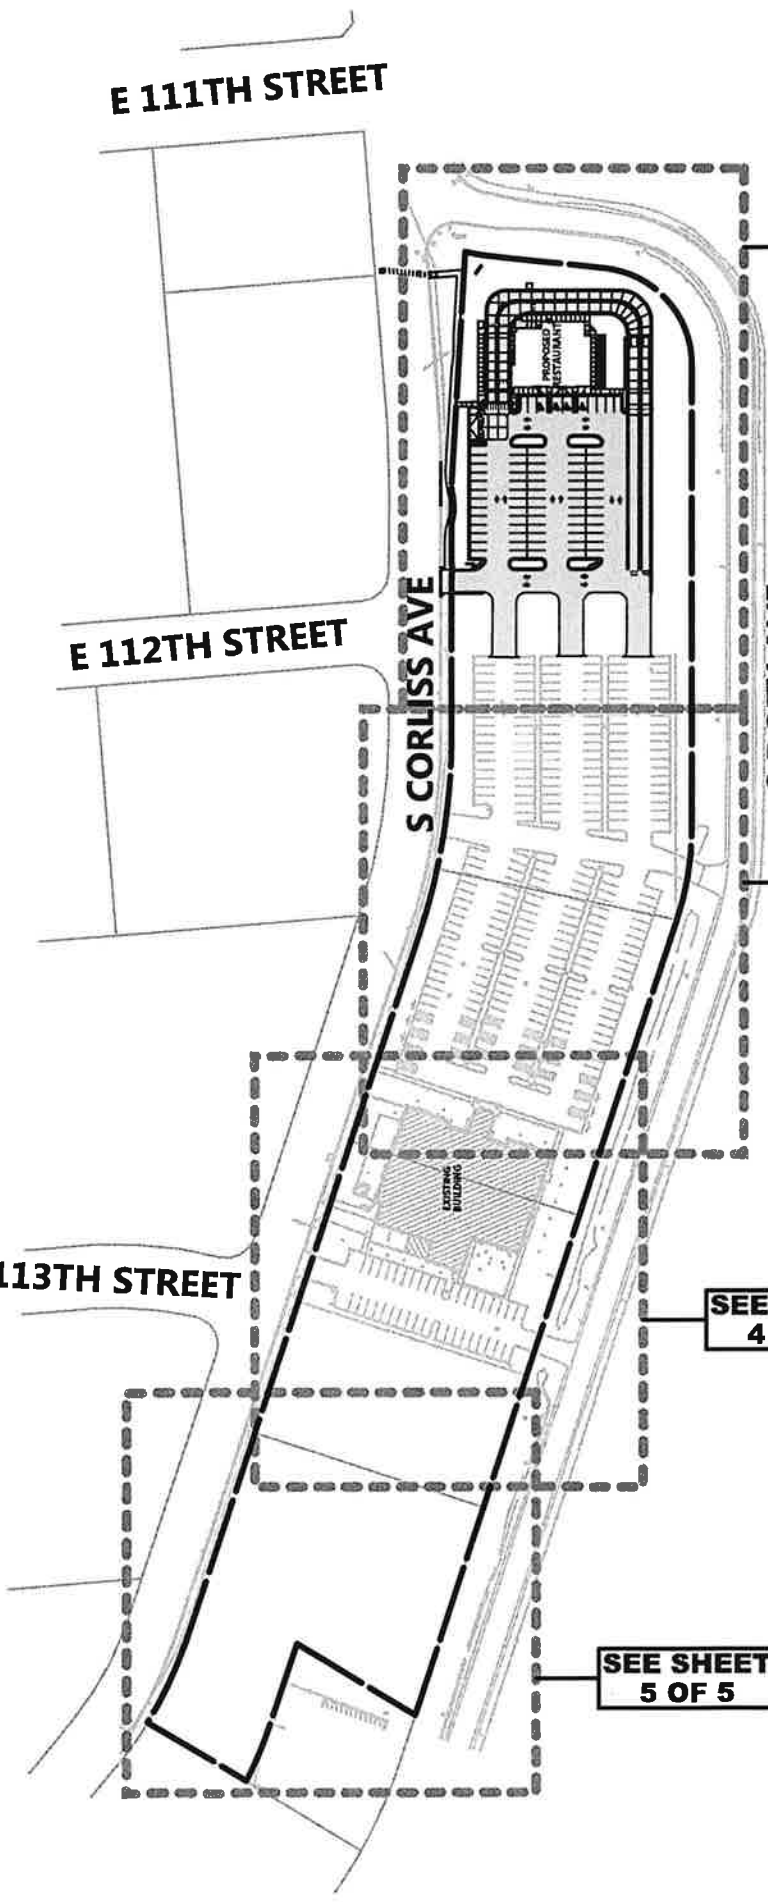 E 111TH STREET
PROPOSED
RESTAURANT
S CORLISS AVE
E 112TH STREET
EXISTING
BUILDING
113TH STREET
SEE
4
SEE SHEET
5 OF 5